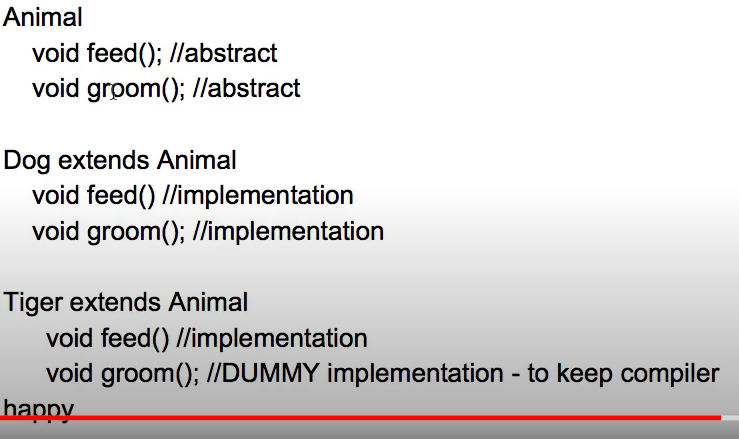 Animal
void feed(); //abstract
void groom(); //abstract
Dog extends Animal
void feed() //implementation
void groom(); //implementation
Tiger extends Animal
void feed() //implementation
void groom(); //DUMMY implementation - to keep compiler
happy